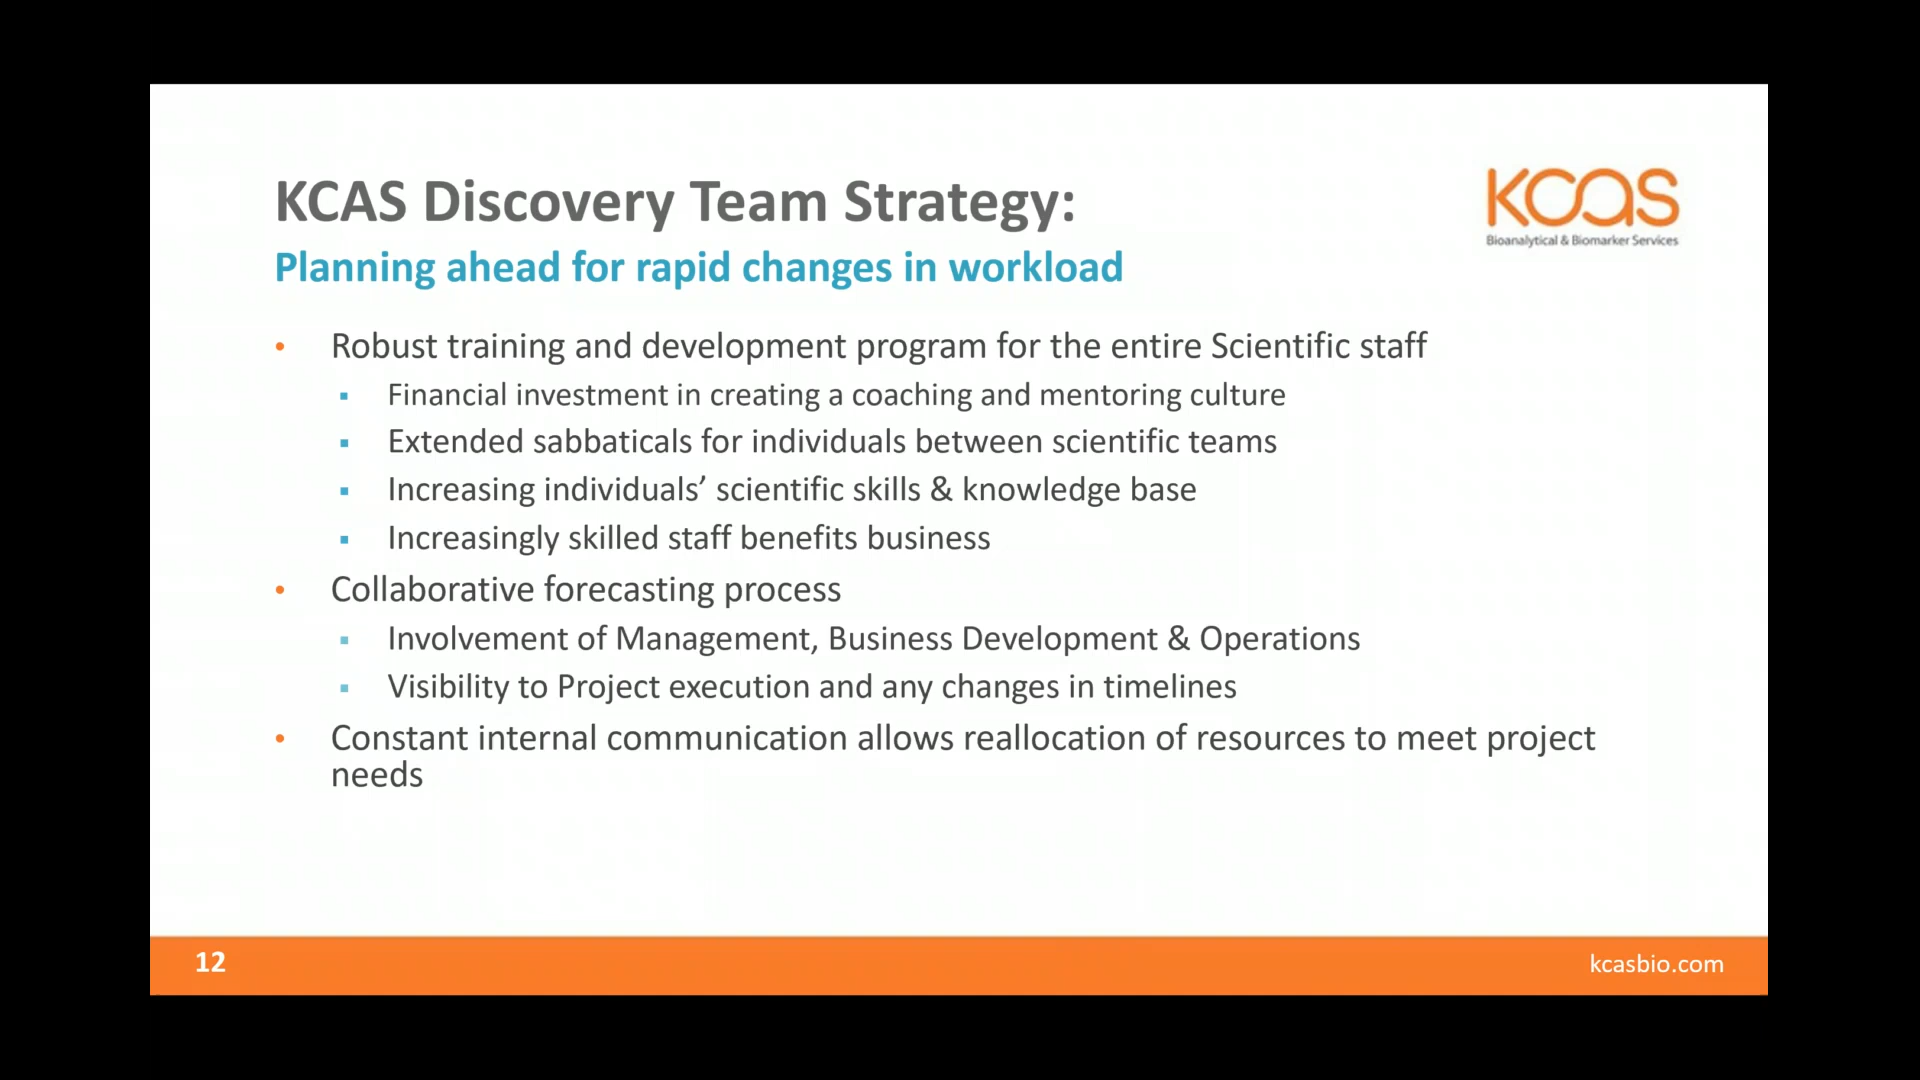 KCAS Discovery Team Strategy:
Planning ahead for rapid changes in workload
KCAS
Bioanalytical & Biomarker Services
• Robust training and development program for the entire Scientific staff
▪ Financial investment in creating a coaching and mentoring culture
▪ Extended sabbaticals for individuals between scientific teams
▪ Increasing individuals’ scientific skills & knowledge base
▪ Increasingly skilled staff benefits business
• Collaborative forecasting process
▪ Involvement of Management, Business Development & Operations
▪ Visibility to Project execution and any changes in timelines
• Constant internal communication allows reallocation of resources to meet project
needs
12
kcasbio.com